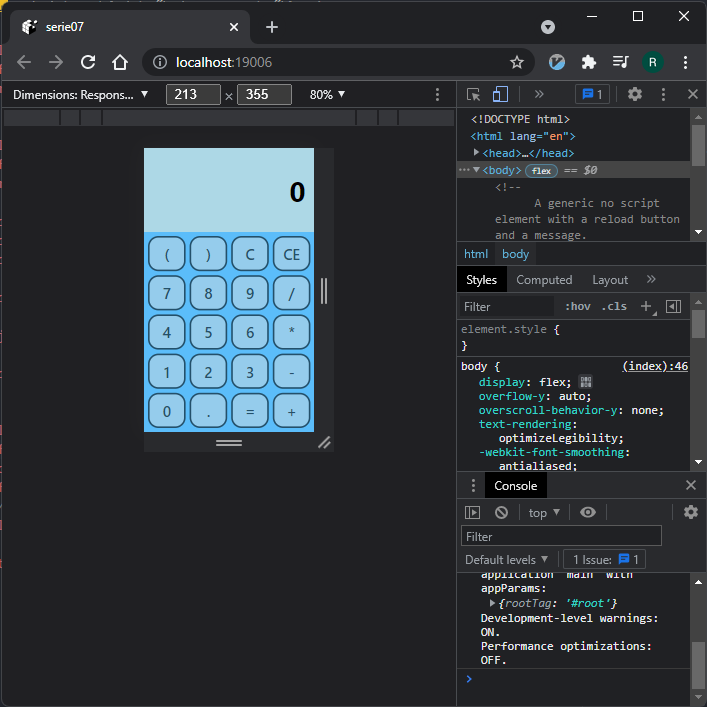 serie07
localhost:19006
R
Dimensions: Respons... ▼ 213 × 355 80% ▼
1
0
( ) C CE
7 8 9 /
4 5 6 *
1 2 3 -
0 . = +
<!DOCTYPE html>
<html lang="en">
<head>…</head>
<body> flex == $0
<!--
A generic no script
element with a reload button
and a message.
html body
Styles Computed Layout »
Filter :hov .cls +
element.style {
}
body { (index):46
display: flex;
overflow-y: auto;
overscroll-behavior-y: none;
text-rendering:
optimizeLegibility;
-webkit-font-smoothing:
antialiased;
Console
top ▼
Filter
Default levels ▼ 1 Issue: 1
application "main" with
appParams:
{rootTag: '#root'}
Development-level warnings:
ON.
Performance optimizations:
OFF.
>